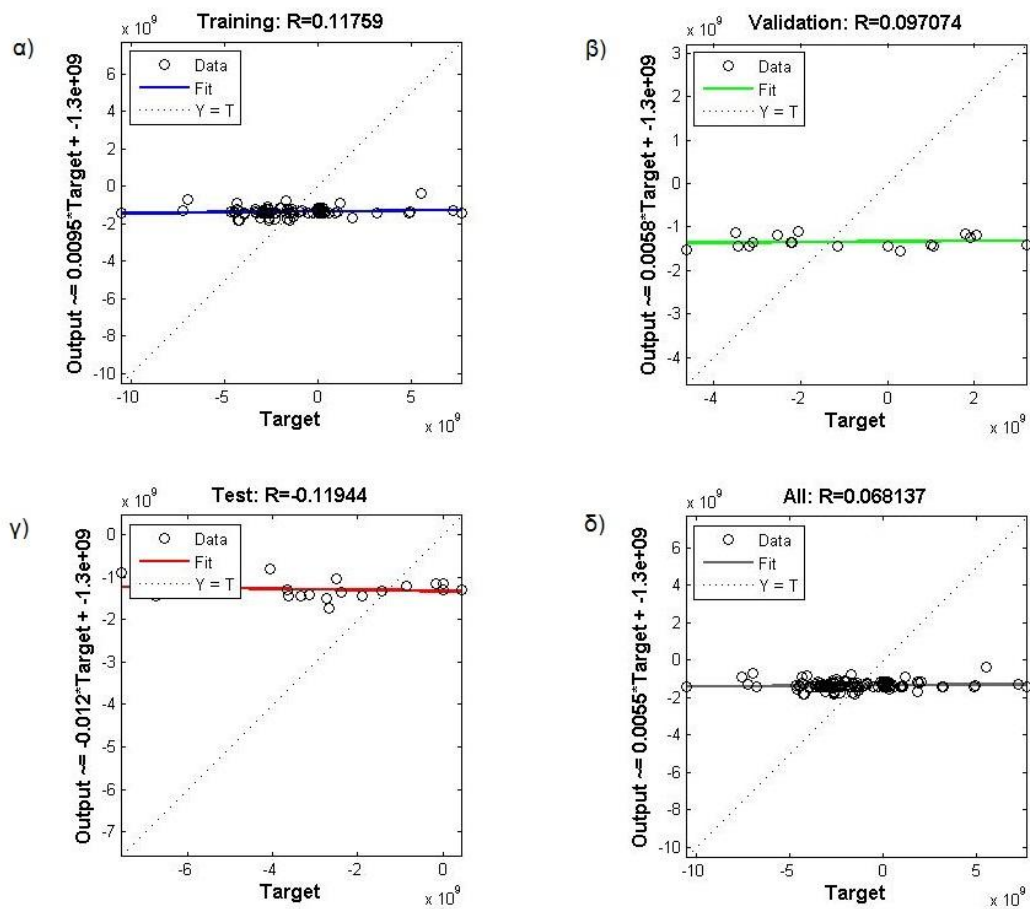 α)
Training: R=0.11759
x 10^9
Output ~= 0.0095*Target + -1.3e+09
6
4
2
0
-2
-4
-6
-8
-10
Data
Fit
Y = T
-10
-5
0
5
Target
x 10^9
β)
Validation: R=0.097074
x 10^9
Output ~= 0.0058*Target + -1.3e+09
3
2
1
0
-1
-2
-3
-4
Data
Fit
Y = T
-4
-2
0
2
Target
x 10^9
γ)
Test: R=-0.11944
x 10^9
Output ~= -0.012*Target + -1.3e+09
0
-1
-2
-3
-4
-5
-6
-7
Data
Fit
Y = T
-6
-4
-2
0
Target
x 10^9
δ)
All: R=0.068137
x 10^9
Output ~= 0.0055*Target + -1.3e+09
6
4
2
0
-2
-4
-6
-8
-10
Data
Fit
Y = T
-10
-5
0
5
Target
x 10^9